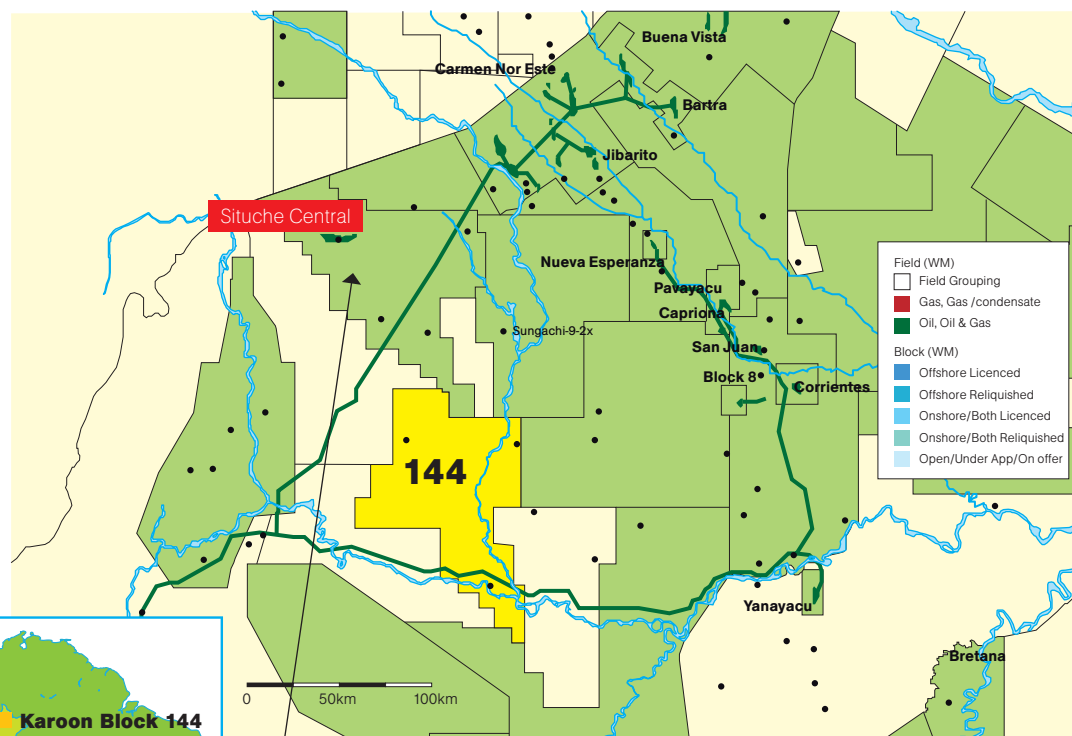 Buena Vista
Carmen Nor Este
Bartra
Jibarito
Situche Central
Nueva Esperanza
Pavayacu
Capriona
Sungachi-9-2x
San Juan
Block 8
Corrientes
144
Yanayacu
Bretana
0 50km 100km
Karoon Block 144
Field (WM)
Field Grouping
Gas, Gas /condensate
Oil, Oil & Gas
Block (WM)
Offshore Licenced
Offshore Reliquished
Onshore/Both Licenced
Onshore/Both Reliquished
Open/Under App/On offer